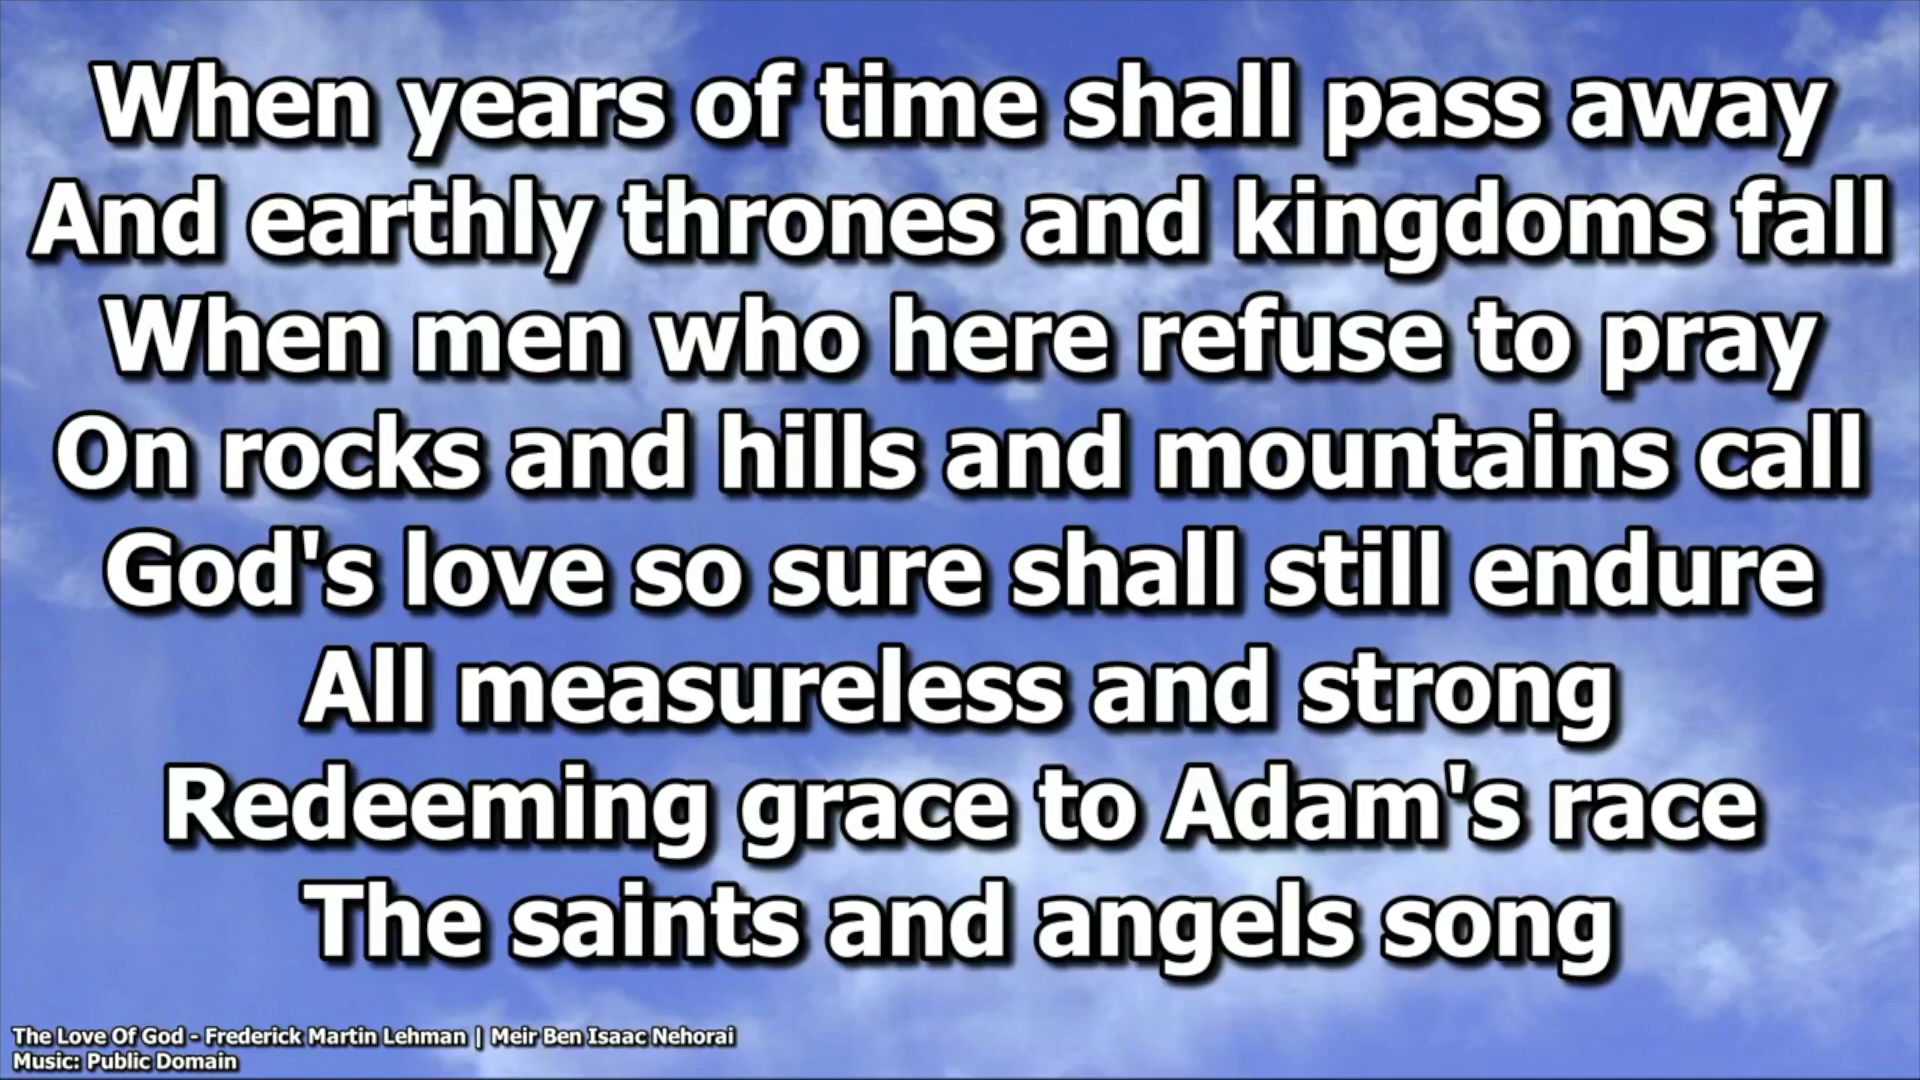 When years of time shall pass away
And earthly thrones and kingdoms fall
When men who here refuse to pray
On rocks and hills and mountains call
God's love so sure shall still endure
All measureless and strong
Redeeming grace to Adam's race
The saints and angels song
The Love Of God - Frederick Martin Lehman | Meir Ben Isaac Nehorai
Music: Public Domain